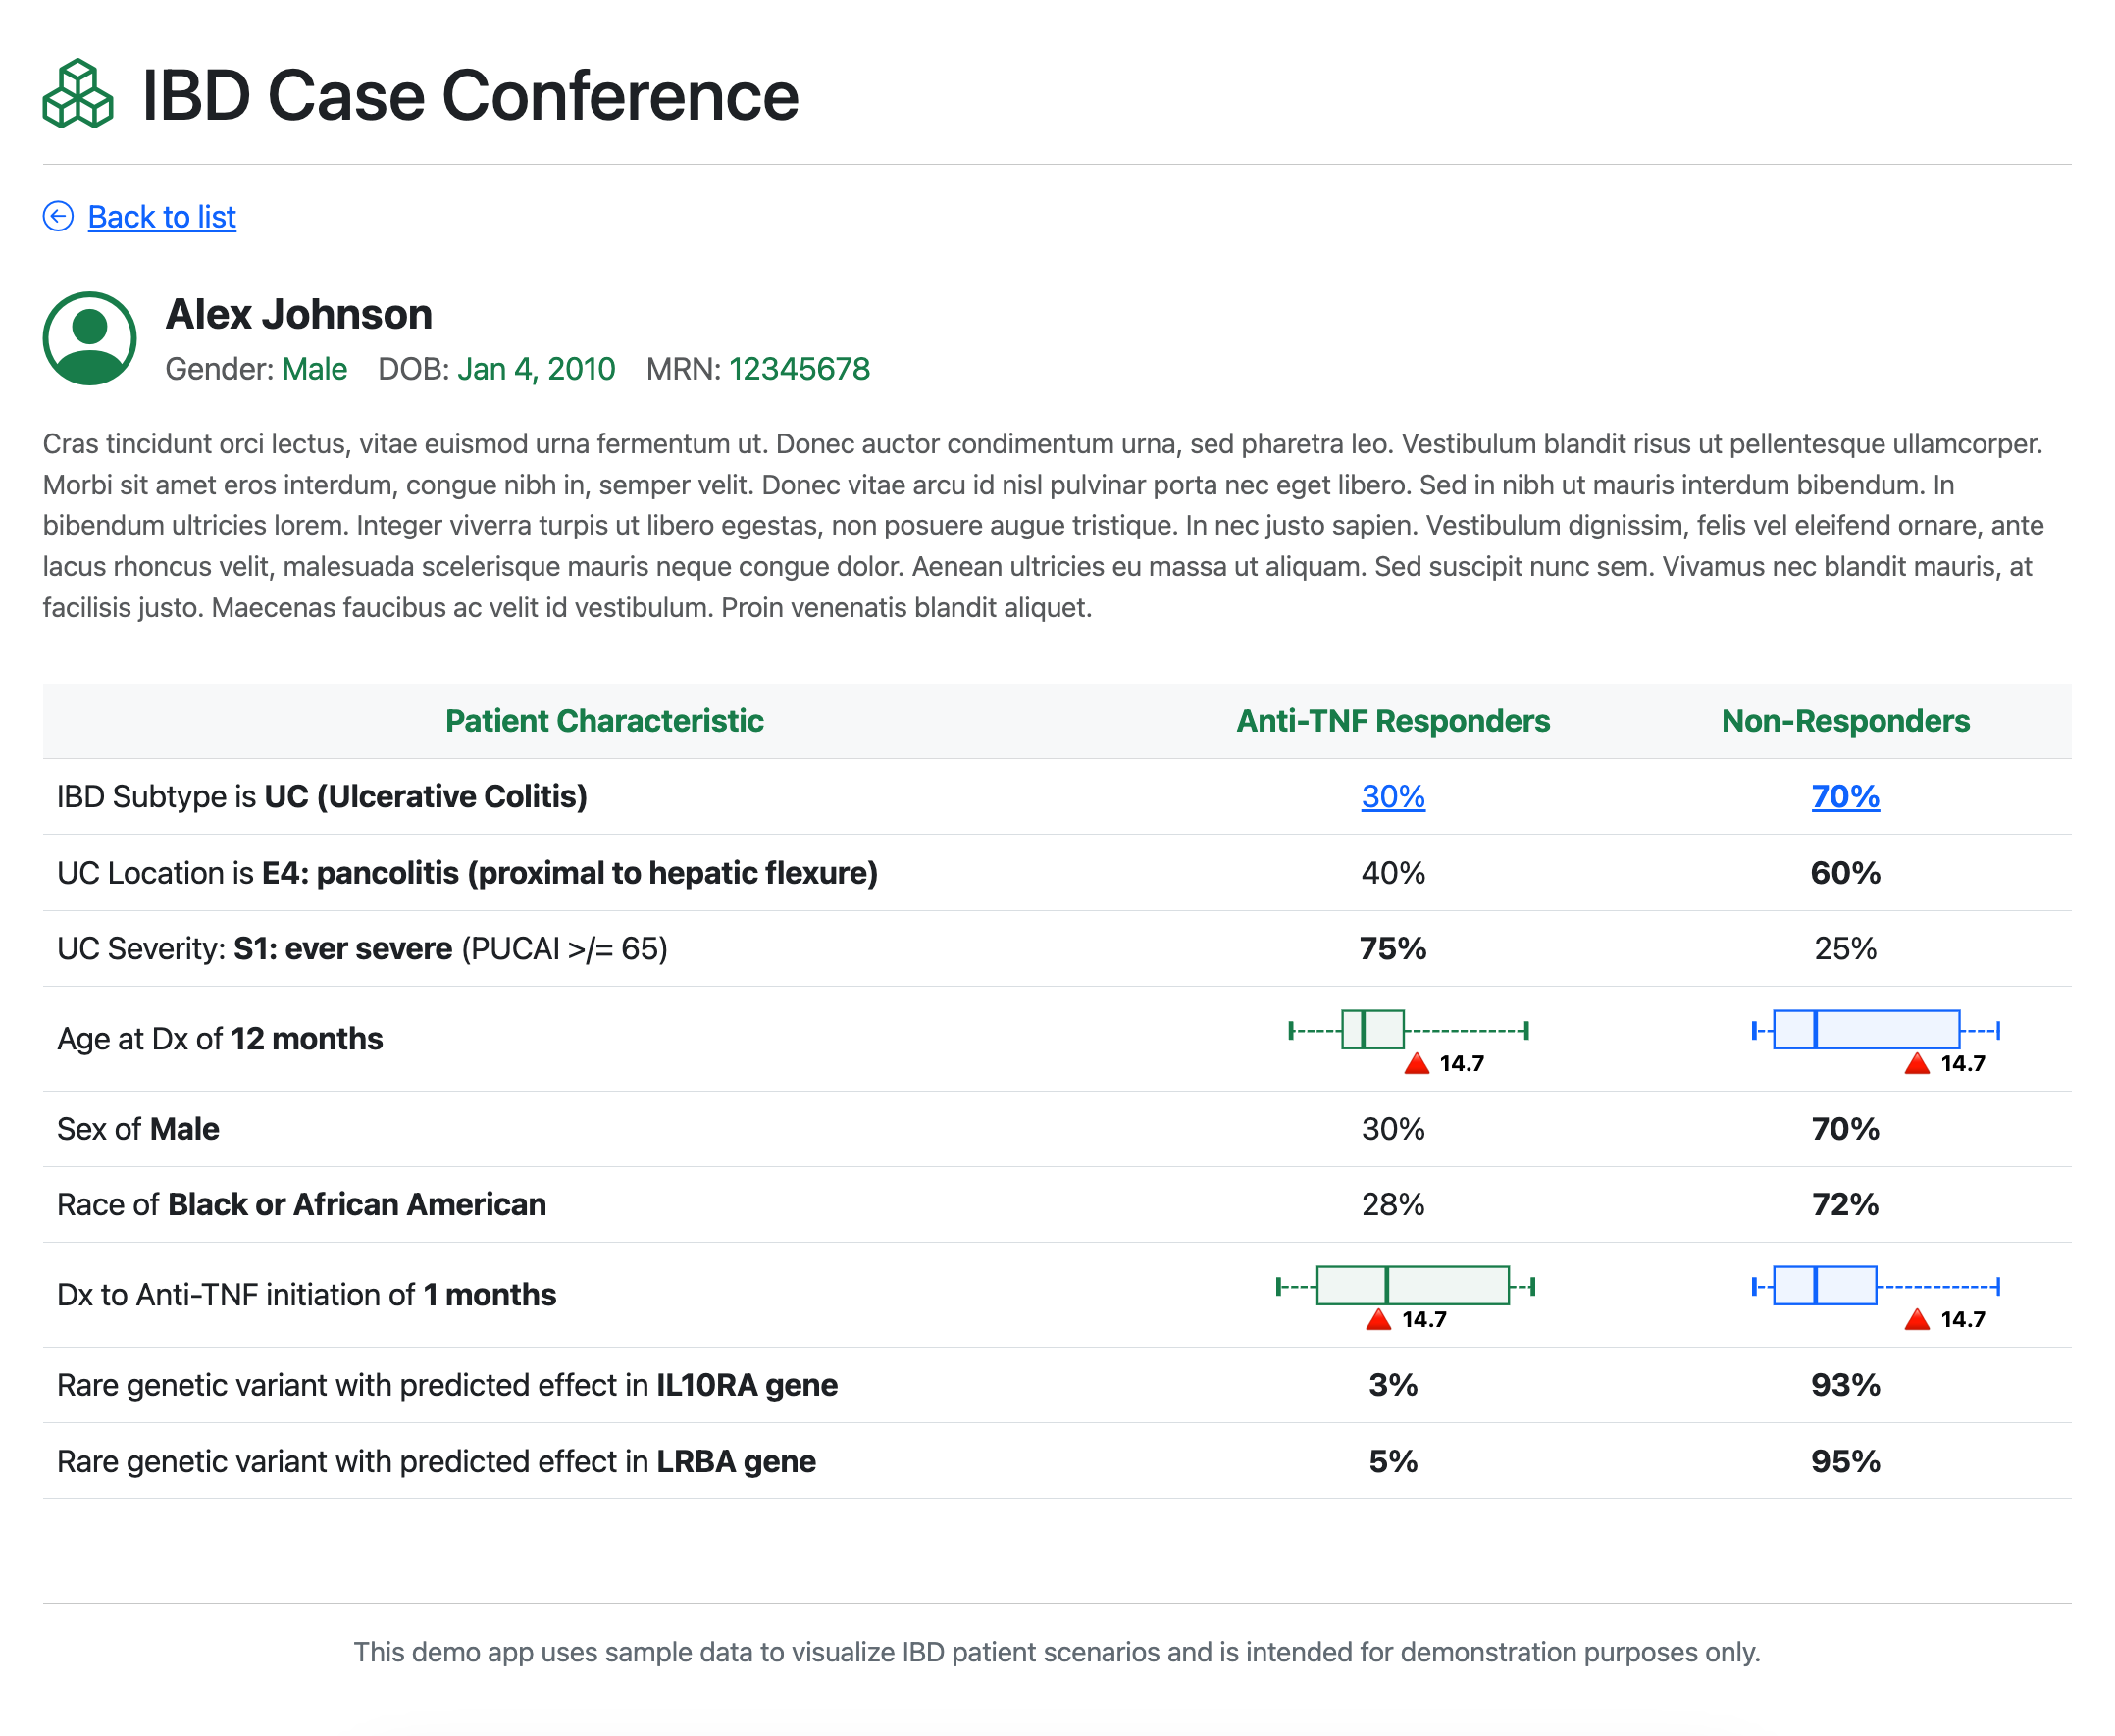 IBD Case Conference
Back to list
Alex Johnson
Gender: Male DOB: Jan 4, 2010 MRN: 12345678
Cras tincidunt orci lectus, vitae euismod urna fermentum ut. Donec auctor condimentum urna, sed pharetra leo. Vestibulum blandit risus ut pellentesque ullamcorper.
Morbi sit amet eros interdum, congue nibh in, semper velit. Donec vitae arcu id nisl pulvinar porta nec eget libero. Sed in nibh ut mauris interdum bibendum. In
bibendum ultricies lorem. Integer viverra turpis ut libero egestas, non posuere augue tristique. In nec justo sapien. Vestibulum dignissim, felis vel eleifend ornare, ante
lacus rhoncus velit, malesuada scelerisque mauris neque congue dolor. Aenean ultricies eu massa ut aliquam. Sed suscipit nunc sem. Vivamus nec blandit mauris, at
facilisis justo. Maecenas faucibus ac velit id vestibulum. Proin venenatis blandit aliquet.
Patient Characteristic Anti-TNF Responders Non-Responders
IBD Subtype is UC (Ulcerative Colitis) 30% 70%
UC Location is E4: pancolitis (proximal to hepatic flexure) 40% 60%
UC Severity: S1: ever severe (PUCAI >/= 65) 75% 25%
Age at Dx of 12 months 14.7 14.7
Sex of Male 30% 70%
Race of Black or African American 28% 72%
Dx to Anti-TNF initiation of 1 months 14.7 14.7
Rare genetic variant with predicted effect in IL10RA gene 3% 93%
Rare genetic variant with predicted effect in LRBA gene 5% 95%
This demo app uses sample data to visualize IBD patient scenarios and is intended for demonstration purposes only.